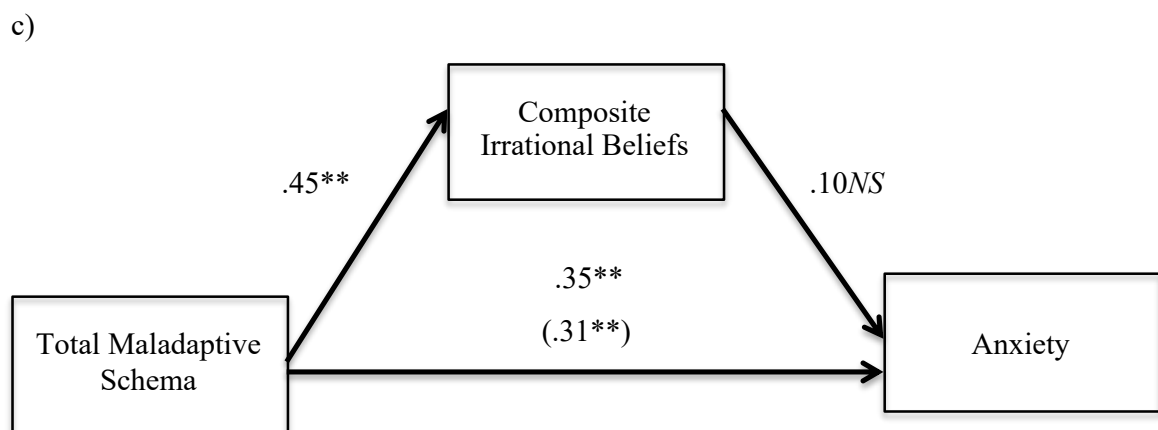 c)
Composite
Irrational Beliefs
.45**
.10NS
.35**
(.31**)
Total Maladaptive
Schema
Anxiety